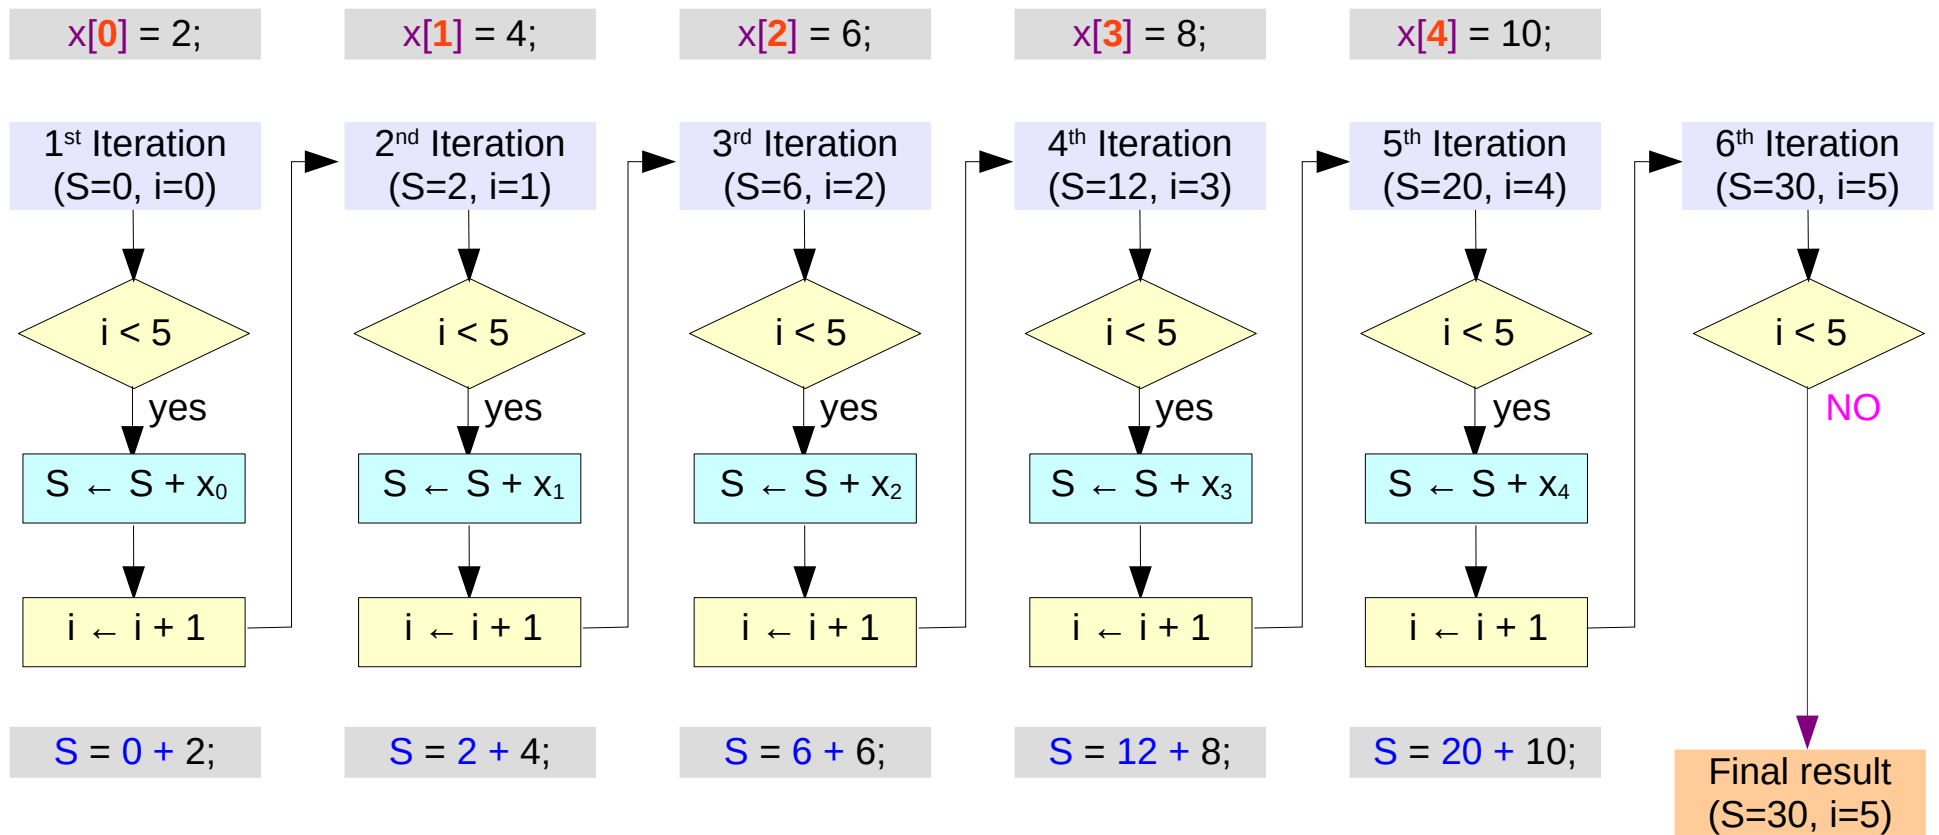 x[0] = 2;
x[1] = 4;
x[2] = 6;
x[3] = 8;
x[4] = 10;
1st Iteration
(S=0, i=0)
2nd Iteration
(S=2, i=1)
3rd Iteration
(S=6, i=2)
4th Iteration
(S=12, i=3)
5th Iteration
(S=20, i=4)
6th Iteration
(S=30, i=5)
i < 5
i < 5
i < 5
i < 5
i < 5
i < 5
yes
yes
yes
yes
yes
NO
S ← S + x0
S ← S + x1
S ← S + x2
S ← S + x3
S ← S + x4
i ← i + 1
i ← i + 1
i ← i + 1
i ← i + 1
i ← i + 1
S = 0 + 2;
S = 2 + 4;
S = 6 + 6;
S = 12 + 8;
S = 20 + 10;
Final result
(S=30, i=5)